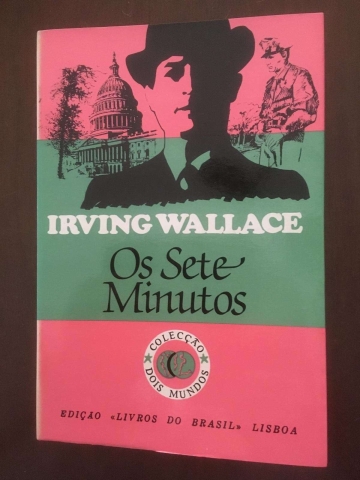 IRVING WALLACE
Os Sete
Minutos
COLECÇÃO
DOIS MUNDOS
EDIÇÃO «LIVROS DO BRASIL» LISBOA